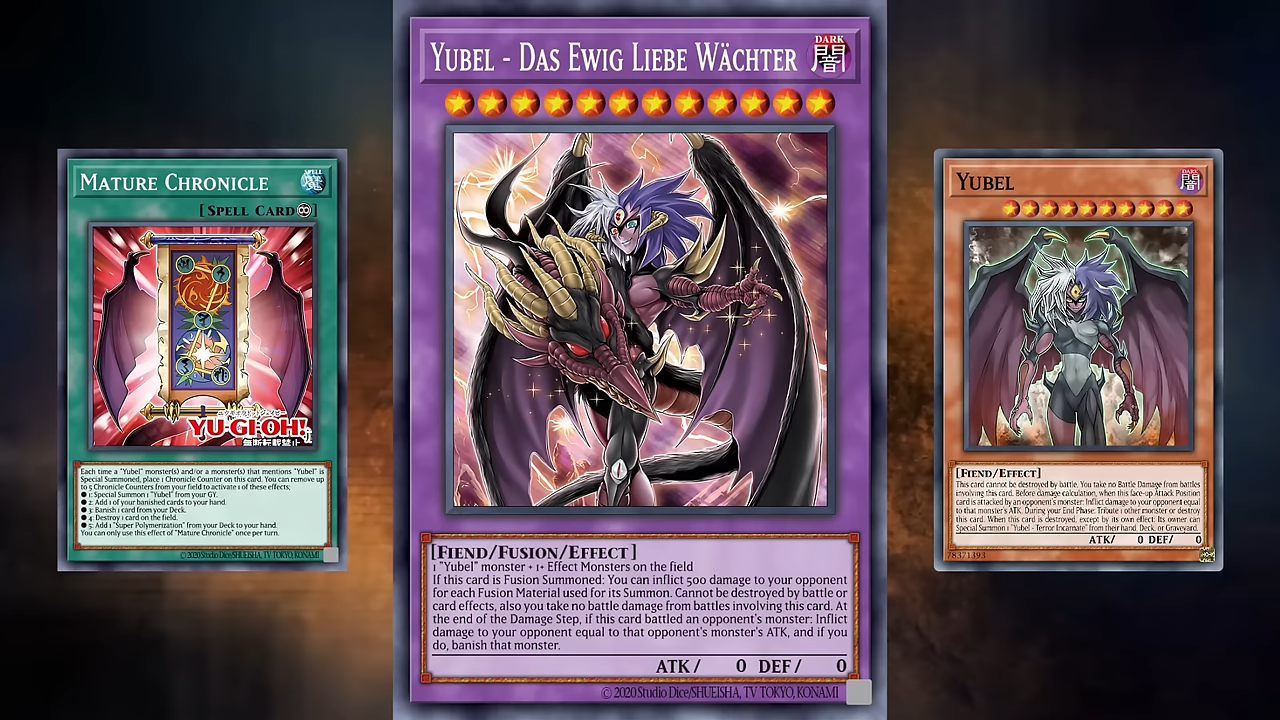 MATURE CHRONICLE
SPELL
魔
[SPELL CARD]
YU-GI-OH!
無断転載禁止
Each time a "Yubel" monster(s) and/or a monster(s) that mentions "Yubel" is
Special Summoned, place 1 Chronicle Counter on this card. You can remove up
to 5 Chronicle Counters from your field to activate 1 of these effects;
● 1: Special Summon 1 "Yubel" from your GY.
● 2: Add 1 of your banished cards to your hand.
● 3: Banish 1 card from your Deck.
● 4: Destroy 1 card on the field.
● 5: Add 1 "Super Polymerization" from your Deck to your hand.
You can only use this effect of "Mature Chronicle" once per turn.
© 2020 Studio Dice/SHUEISHA, TV TOKYO, KONAMI
YUBEL - DAS EWIG LIEBE WÄCHTER
DARK
闇
[FIEND/FUSION/EFFECT]
1 "Yubel" monster + 1+ Effect Monsters on the field
If this card is Fusion Summoned: You can inflict 500 damage to your opponent
for each Fusion Material used for its Summon. Cannot be destroyed by battle or
card effects, also you take no battle damage from battles involving this card. At
the end of the Damage Step, if this card battled an opponent's monster: Inflict
damage to your opponent equal to that opponent's monster's ATK, and if you
do, banish that monster.
ATK/ 0 DEF/ 0
© 2020 Studio Dice/SHUEISHA, TV TOKYO, KONAMI
YUBEL
DARK
闇
[FIEND/EFFECT]
This card cannot be destroyed by battle. You take no Battle Damage from battles
involving this card. Before damage calculation, when this face-up Attack Position
card is attacked by an opponent's monster: Inflict damage to your opponent equal
to that monster's ATK. During your End Phase: Tribute 1 other monster or destroy
this card. When this card is destroyed, except by its own effect: Its owner can
Special Summon 1 "Yubel - Terror Incarnate" from their hand, Deck, or Graveyard.
ATK/ 0 DEF/ 0
78371393